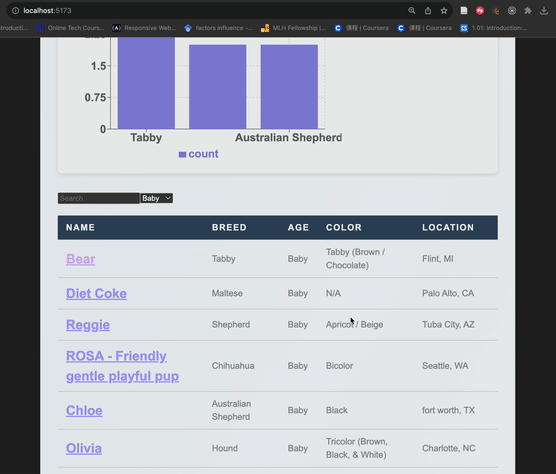 localhost:5173
Online Tech Cours...
Responsive Web...
factors influence –...
MLH Fellowship |...
课程 | Coursera
课程 | Coursera
1.01: Introduction:...
1.5
0.75
0
Tabby
Australian Shepherd
count
Search
Baby
NAME BREED AGE COLOR LOCATION
Bear Tabby Baby Tabby (Brown / Chocolate) Flint, MI
Diet Coke Maltese Baby N/A Palo Alto, CA
Reggie Shepherd Baby Apricot / Beige Tuba City, AZ
ROSA - Friendly gentle playful pup Chihuahua Baby Bicolor Seattle, WA
Chloe Australian Shepherd Baby Black fort worth, TX
Olivia Hound Baby Tricolor (Brown, Black, & White) Charlotte, NC